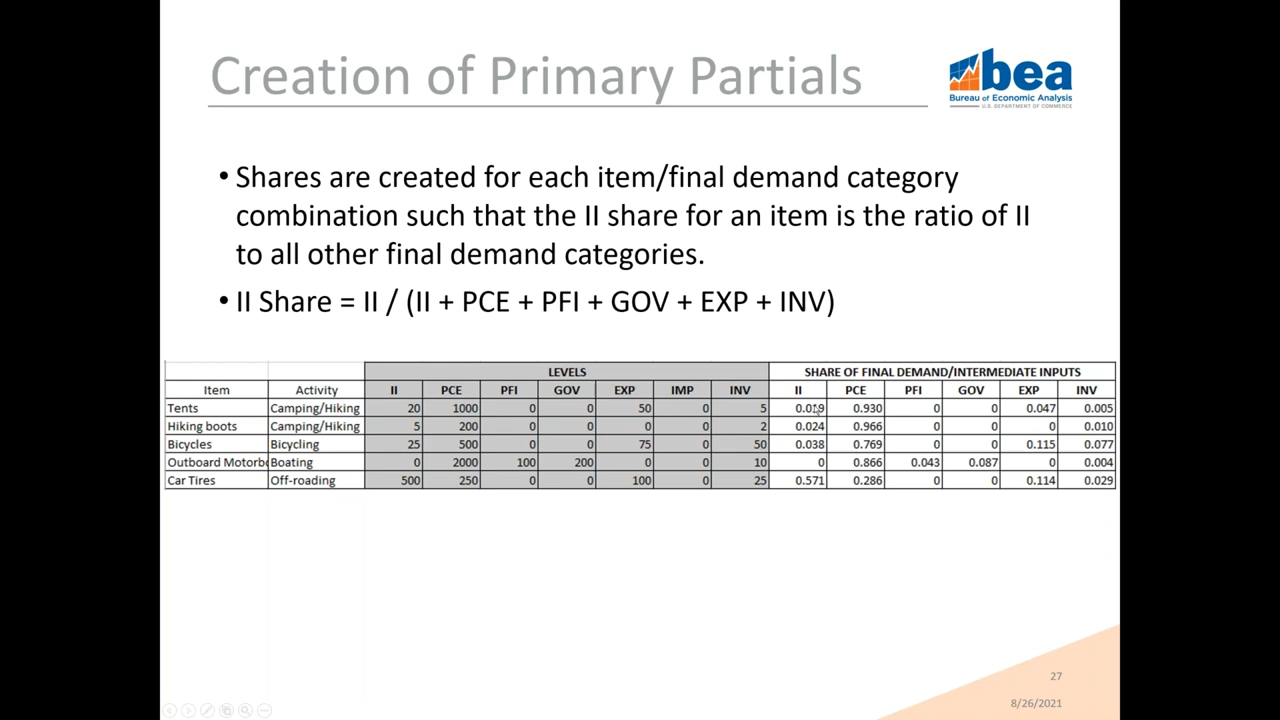 Creation of Primary Partials
bea
Bureau of Economic Analysis
U.S. DEPARTMENT OF COMMERCE
• Shares are created for each item/final demand category
combination such that the II share for an item is the ratio of II
to all other final demand categories.
• II Share = II / (II + PCE + PFI + GOV + EXP + INV)
LEVELS SHARE OF FINAL DEMAND/INTERMEDIATE INPUTS
Item Activity II PCE PFI GOV EXP IMP INV II PCE PFI GOV EXP INV
Tents Camping/Hiking 20 1000 0 0 50 0 5 0.019 0.930 0 0 0.047 0.005
Hiking boots Camping/Hiking 5 200 0 0 0 0 2 0.024 0.966 0 0 0 0.010
Bicycles Bicycling 25 500 0 0 75 0 50 0.038 0.769 0 0 0.115 0.077
Outboard Motorbo Boating 0 2000 100 200 0 0 10 0 0.866 0.043 0.087 0 0.004
Car Tires Off-roading 500 250 0 0 100 0 25 0.571 0.286 0 0 0.114 0.029
27
8/26/2021